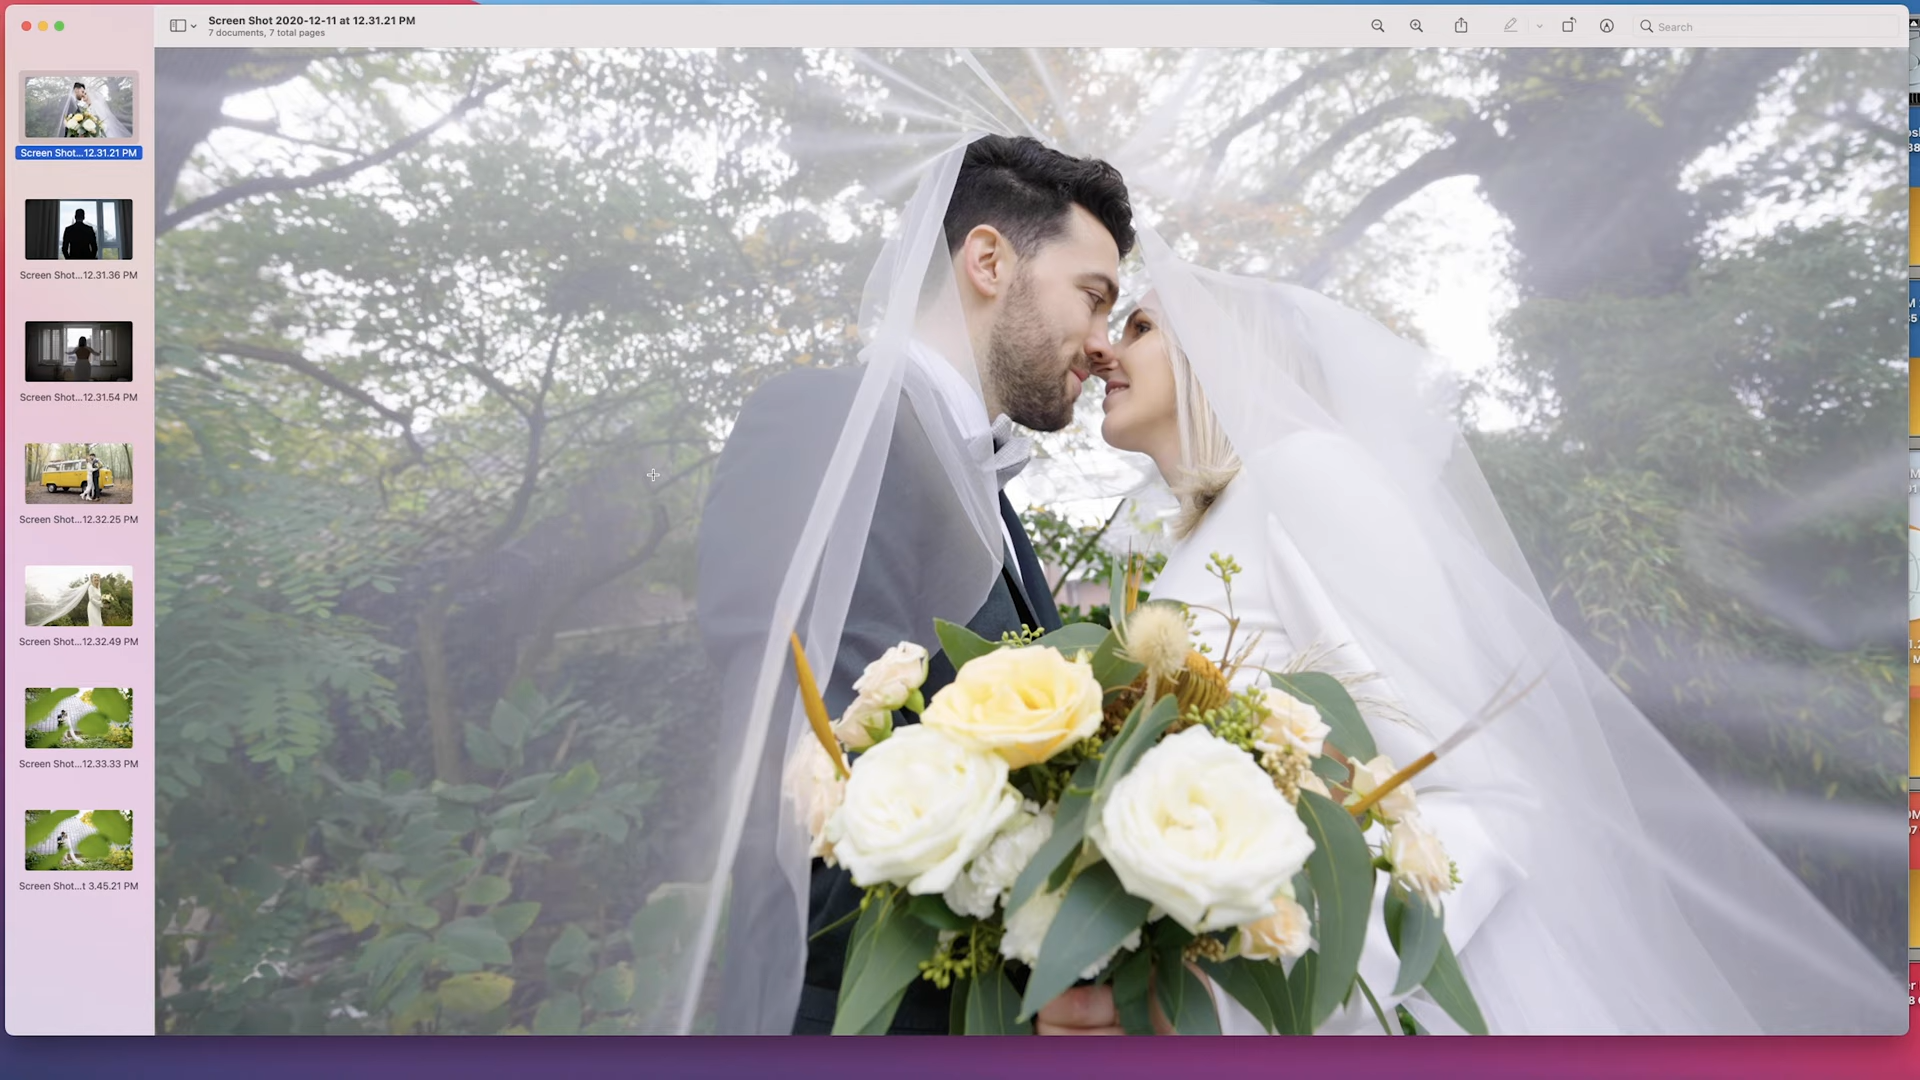 Screen Shot 2020-12-11 at 12.31.21 PM
7 documents, 7 total pages
Search
Screen Shot...12.31.21 PM
Screen Shot...12.31.36 PM
Screen Shot...12.31.54 PM
Screen Shot...12.32.25 PM
Screen Shot...12.32.49 PM
Screen Shot...12.33.33 PM
Screen Shot...t 3.45.21 PM